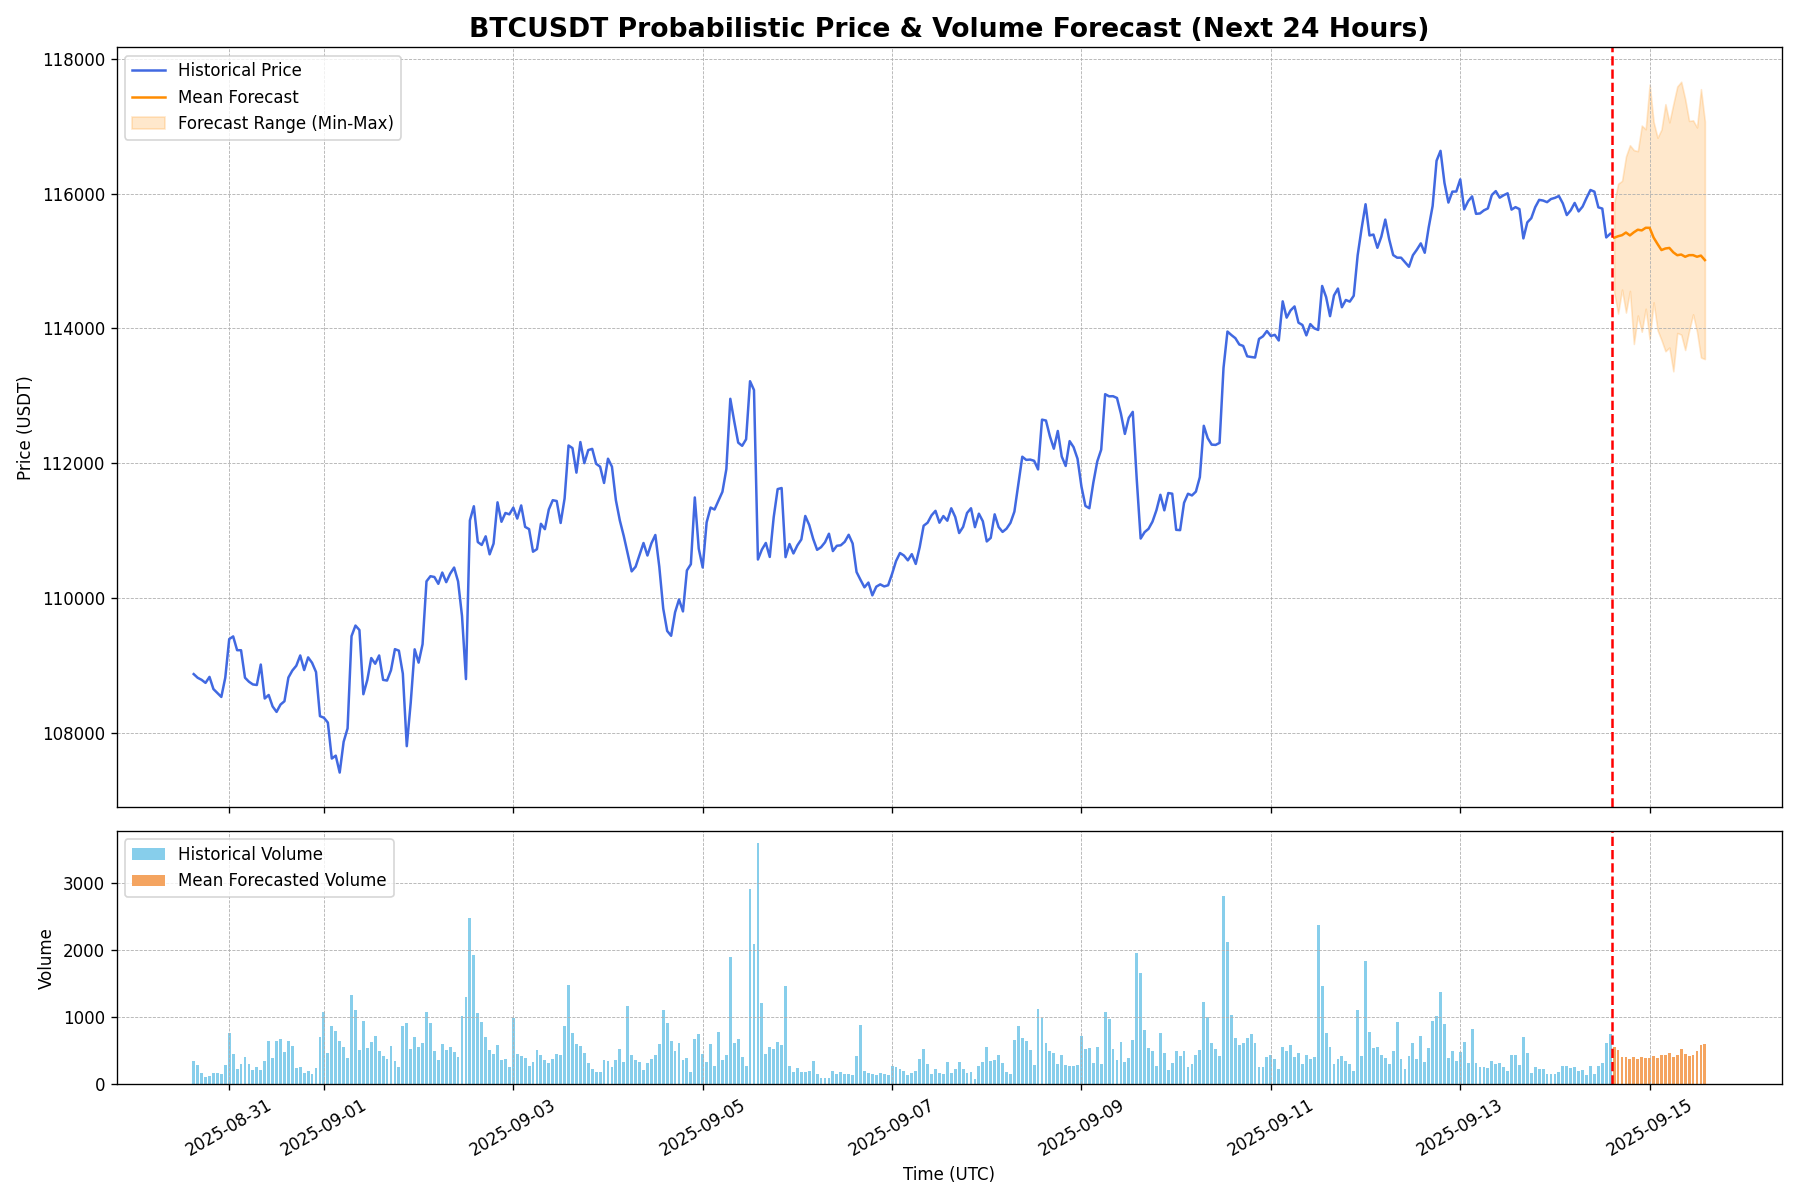 BTCUSDT Probabilistic Price & Volume Forecast (Next 24 Hours)
Historical Price
Mean Forecast
Forecast Range (Min-Max)
118000
116000
114000
112000
110000
108000
Price (USDT)
Historical Volume
Mean Forecasted Volume
3000
2000
1000
0
Volume
2025-08-31
2025-09-01
2025-09-03
2025-09-05
2025-09-07
2025-09-09
2025-09-11
2025-09-13
2025-09-15
Time (UTC)